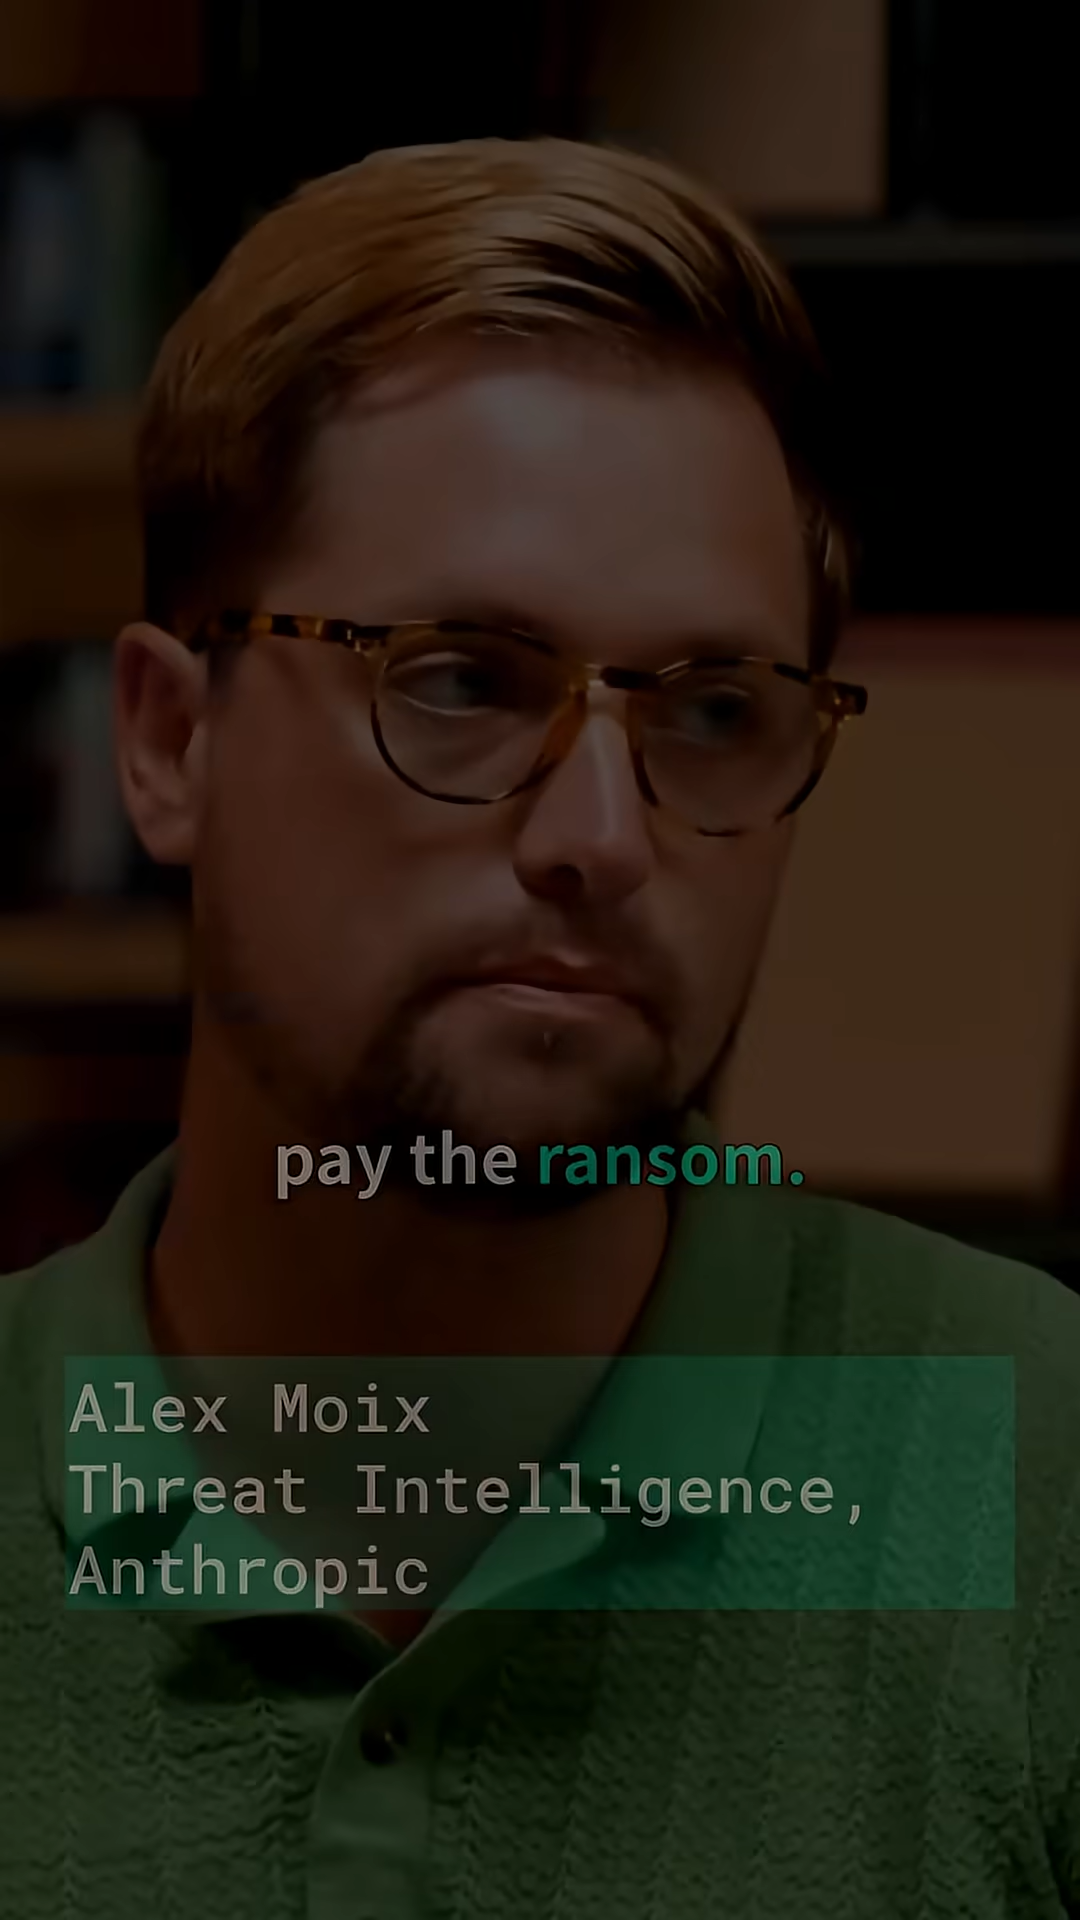 pay the ransom.
Alex Moix
Threat Intelligence,
Anthropic